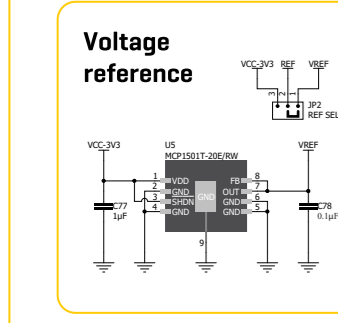 Voltage
reference
VCC-3V3 REF VREF
3 2 1
JP2
REF SEL
VCC-3V3
U5
MCP1501T-20E/RW
VREF
1 VDD
2 GND
3 SHDN
4 GND
GND
FB 8
OUT 7
GND 6
GND 5
9
C77
1µF
C78
0.1µF